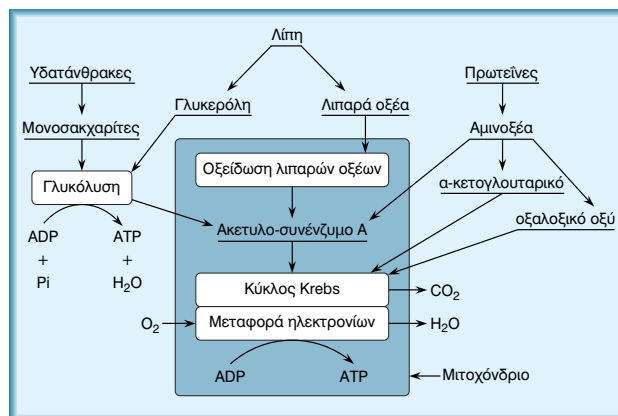 Λίπη
Υδατάνθρακες
Πρωτεΐνες
Γλυκερόλη
Λιπαρά οξέα
Μονοσακχαρίτες
Αμινοξέα
Οξείδωση λιπαρών οξέων
Γλυκόλυση
α-κετογλουταρικό
οξαλοξικό οξύ
Ακετυλο-συνένζυμο Α
ADP
+
Pi
ATP
+
H₂O
Κύκλος Krebs
CO₂
O₂
Μεταφορά ηλεκτρονίων
H₂O
ADP
ATP
Μιτοχόνδριο